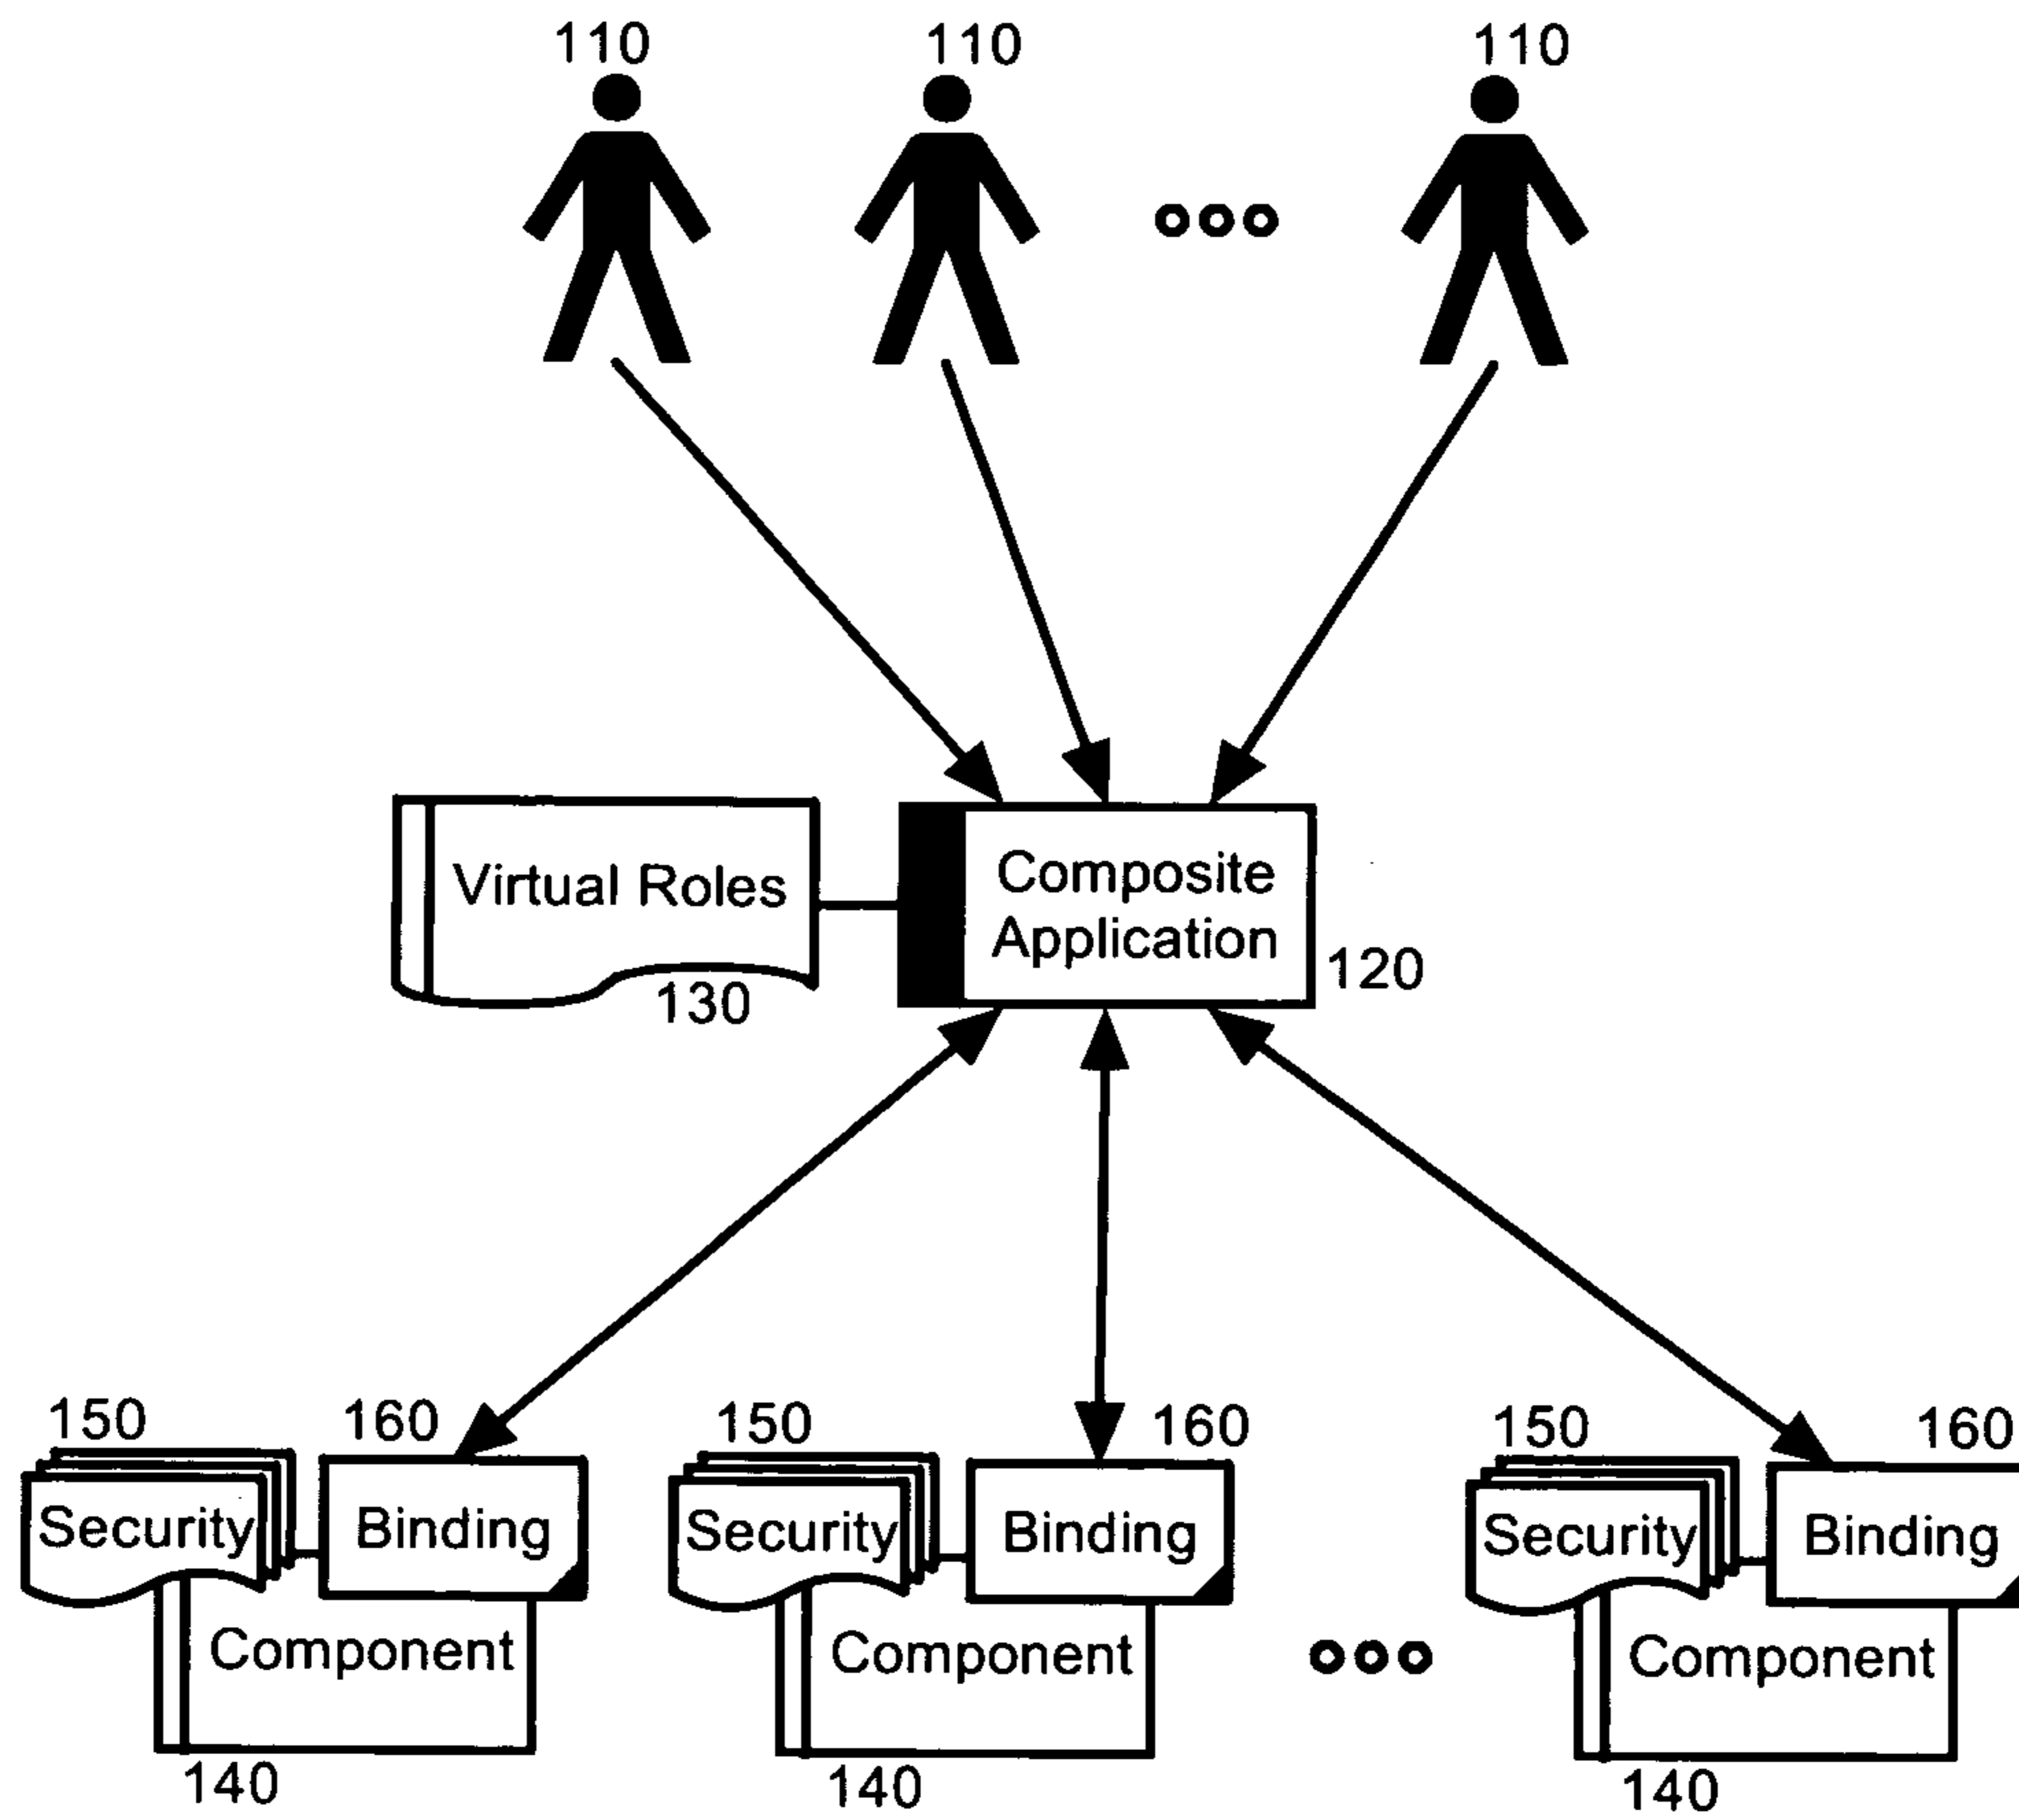 110 110 110
Virtual Roles
Composite
Application
120
130
150 160 150 160 150 160
Security Binding Security Binding Security Binding
Component Component Component
140 140 140